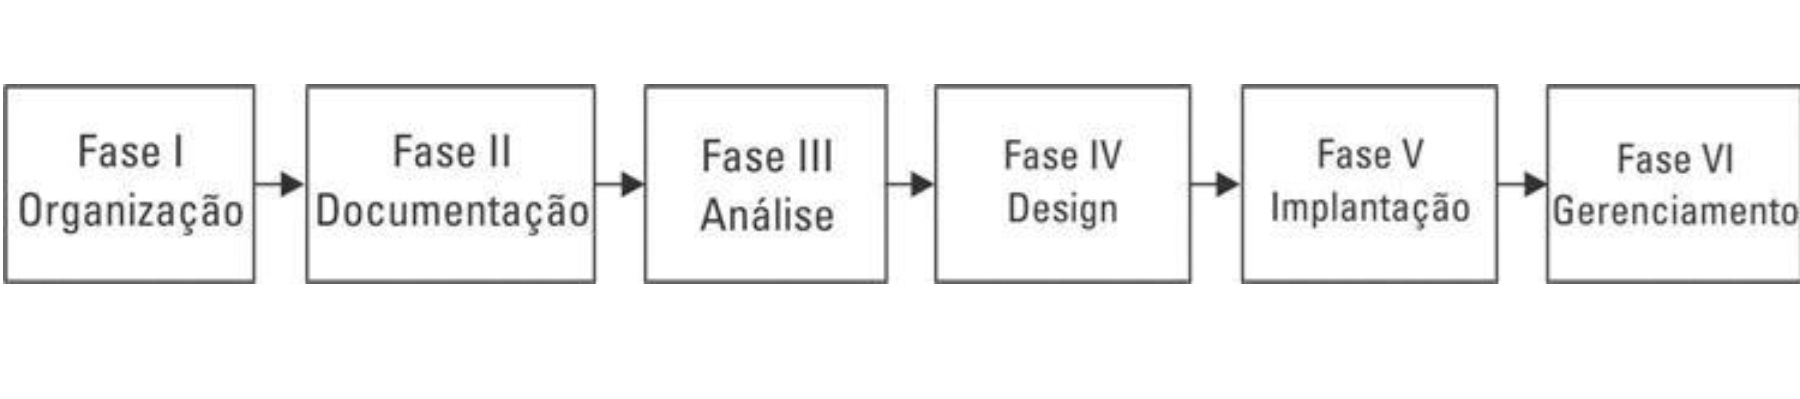 Fase I
Organização
Fase II
Documentação
Fase III
Análise
Fase IV
Design
Fase V
Implantação
Fase VI
Gerenciamento